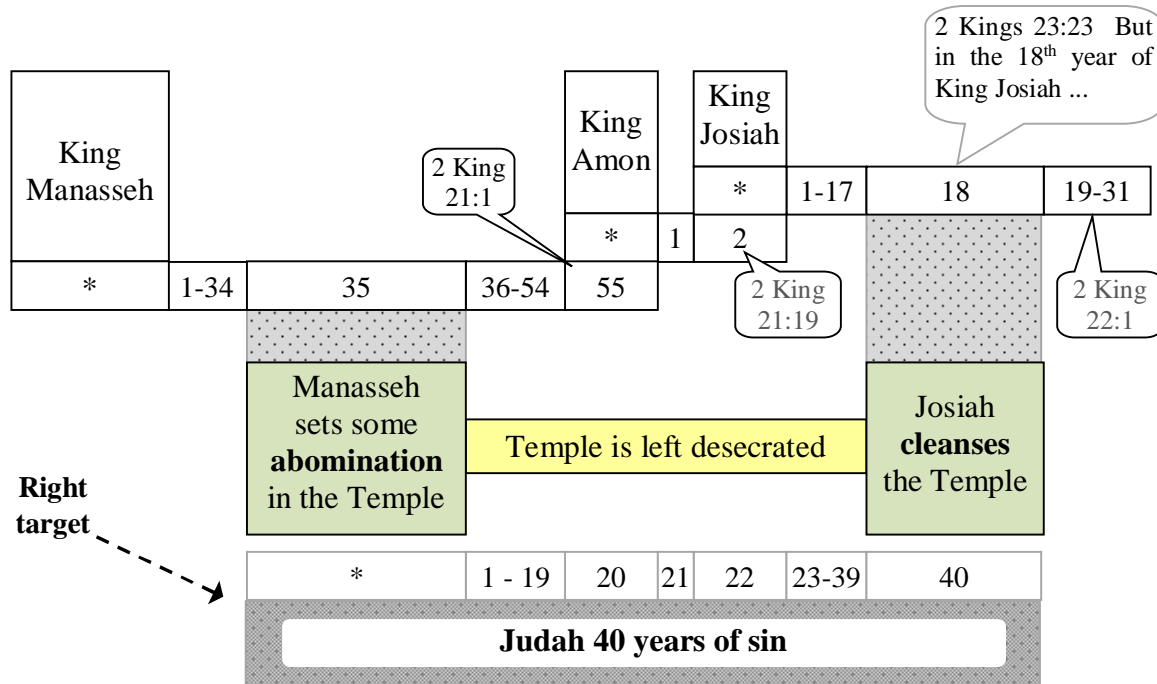 2 Kings 23:23 But
in the 18th year of
King Josiah ...
King
Manasseh
King
Amon
King
Josiah
2 King
21:1
* 1-17 18 19-31
* 1 2
* 1-34 35 36-54 55
2 King
21:19
2 King
22:1
Manasseh
sets some
abomination
in the Temple
Temple is left desecrated
Josiah
cleanses
the Temple
Right
target
* 1 - 19 20 21 22 23-39 40
Judah 40 years of sin